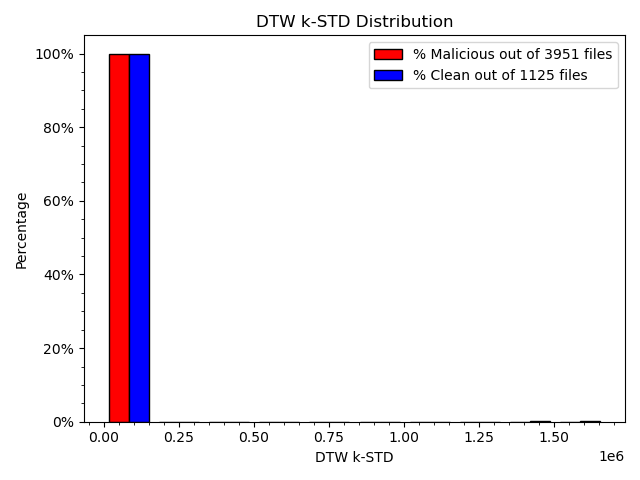 DTW k-STD Distribution
% Malicious out of 3951 files
% Clean out of 1125 files
Percentage
100%
80%
60%
40%
20%
0%
0.00 0.25 0.50 0.75 1.00 1.25 1.50
1e6
DTW k-STD